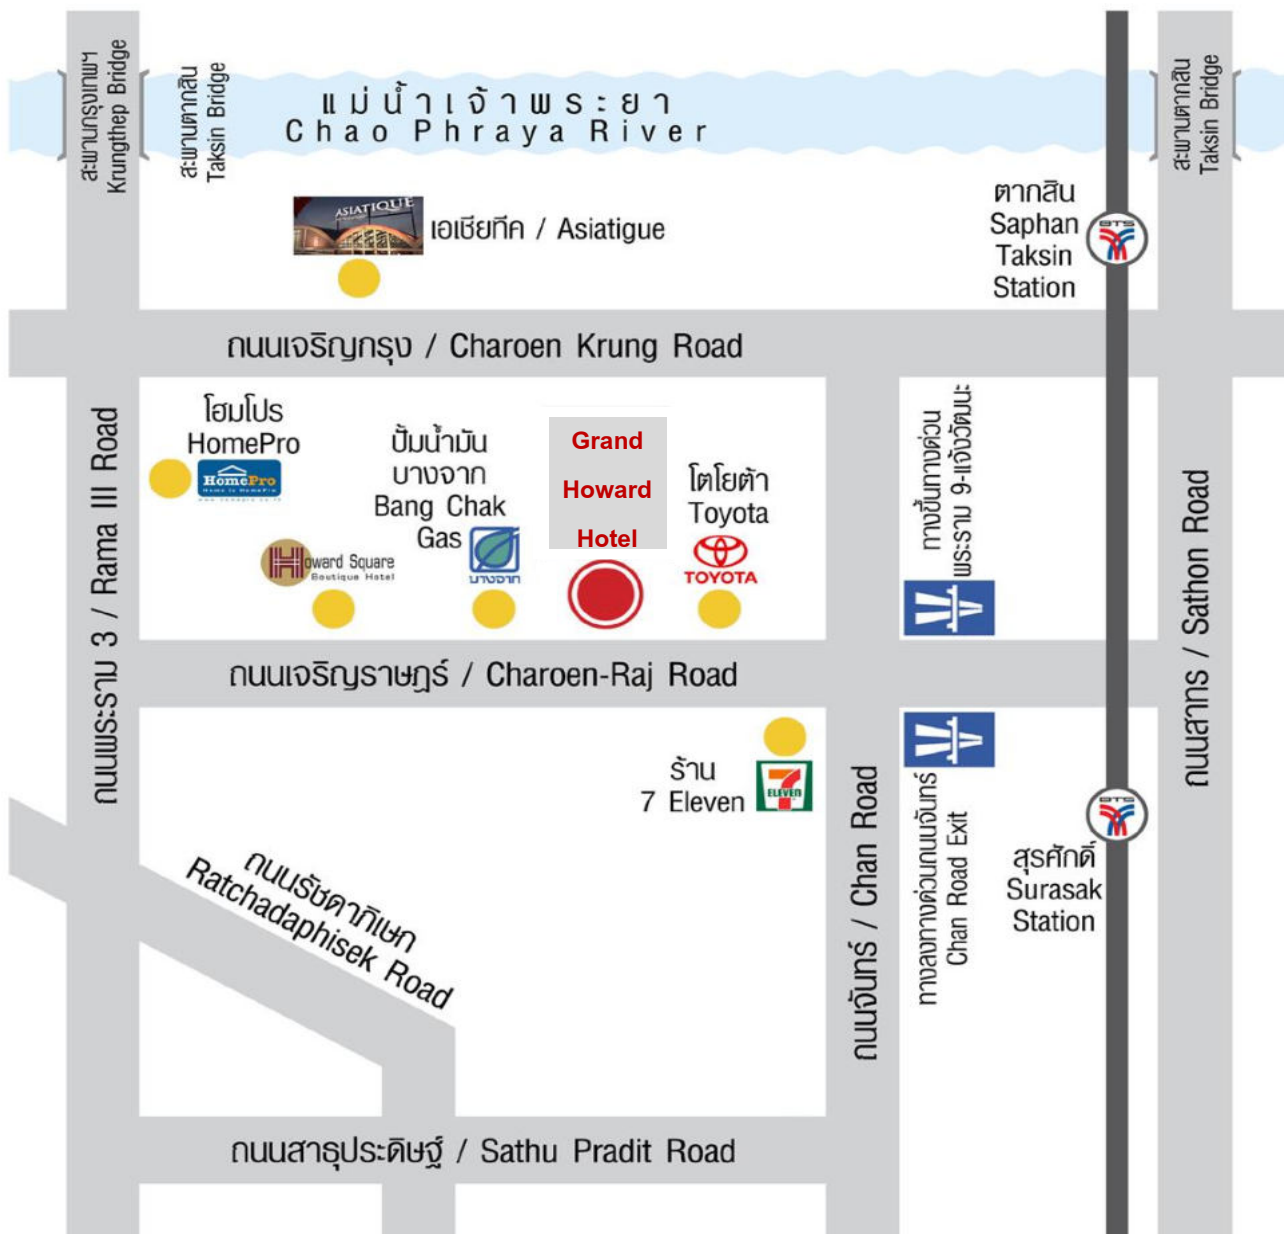 สะพานกรุงเทพฯ
Krungthep Bridge
สะพานตากสิน
Taksin Bridge
แม่น้ำเจ้าพระยา
Chao Phraya River
สะพานตากสิน
Taksin Bridge
ASIATIQUE
เอเชียทีค / Asiatigue
ตากสิน
Saphan
Taksin
Station
BTS
ถนนเจริญกรุง / Charoen Krung Road
ถนนพระราม 3 / Rama III Road
โฮมโปร
HomePro
HomePro
Home is HomePro
Howard Square
Boutique Hotel
ปั้มน้ำมัน
บางจาก
Bang Chak
Gas
บางจาก
Grand
Howard
Hotel
โตโยต้า
Toyota
TOYOTA
ทางขึ้นทางด่วน
พระราม 9-แจ้งวัฒนะ
ถนนสาทร / Sathon Road
ถนนเจริญราษฎร์ / Charoen-Raj Road
ร้าน
7 Eleven
7
ELEVEN
ถนนจันทร์ / Chan Road
ทางลงทางด่วนถนนจันทร์
Chan Road Exit
BTS
สุรศักดิ์
Surasak
Station
ถนนรัชดาภิเษก
Ratchadaphisek Road
ถนนสาธุประดิษฐ์ / Sathu Pradit Road